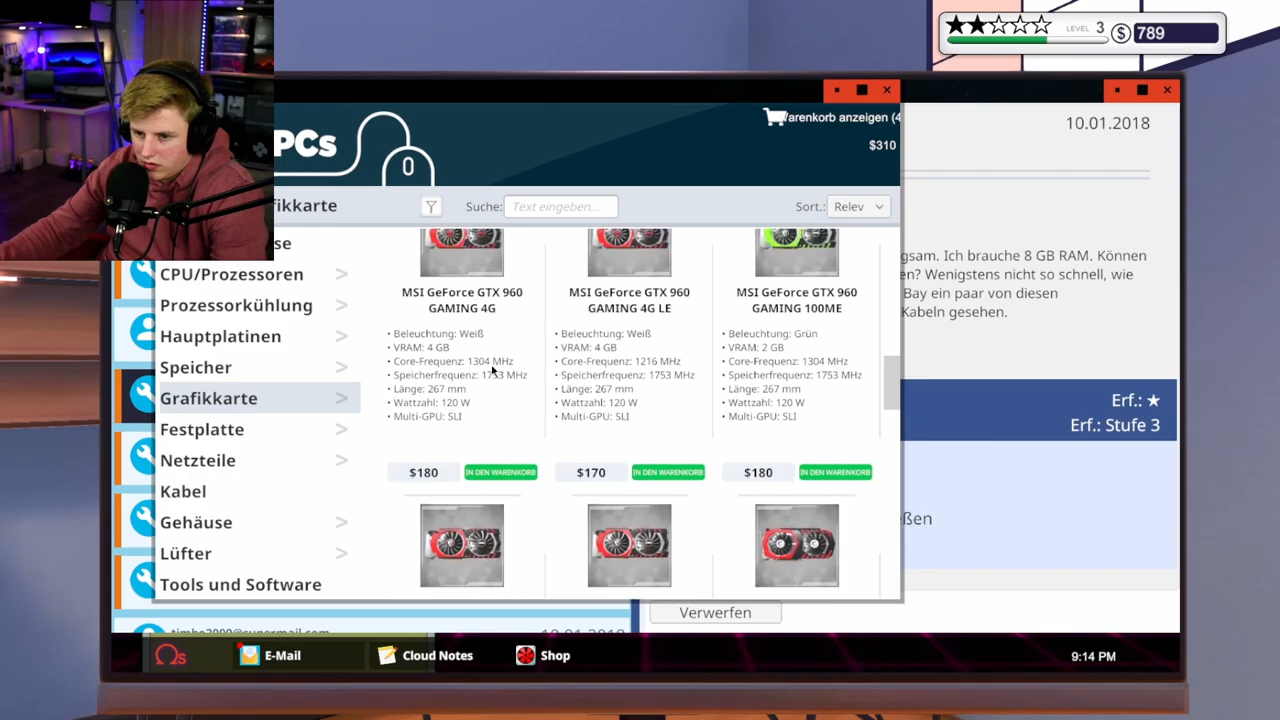 LEVEL 3
$ 789
PCs
arenkorb anzeigen (4
$310
10.01.2018
fikkarte
Suche:
Text eingeben...
Sort.:
Relev
se
CPU/Prozessoren >
Prozessorkühlung >
Hauptplatinen >
Speicher >
Grafikkarte >
Festplatte >
Netzteile >
Kabel
Gehäuse >
Lüfter >
Tools und Software
MSI GeForce GTX 960
GAMING 4G
• Beleuchtung: Weiß
• VRAM: 4 GB
• Core-Frequenz: 1304 MHz
• Speicherfrequenz: 1753 MHz
• Länge: 267 mm
• Wattzahl: 120 W
• Multi-GPU: SLI
$180
IN DEN WARENKORB
MSI GeForce GTX 960
GAMING 4G LE
• Beleuchtung: Weiß
• VRAM: 4 GB
• Core-Frequenz: 1216 MHz
• Speicherfrequenz: 1753 MHz
• Länge: 267 mm
• Wattzahl: 120 W
• Multi-GPU: SLI
$170
IN DEN WARENKORB
MSI GeForce GTX 960
GAMING 100ME
• Beleuchtung: Grün
• VRAM: 2 GB
• Core-Frequenz: 1304 MHz
• Speicherfrequenz: 1753 MHz
• Länge: 267 mm
• Wattzahl: 120 W
• Multi-GPU: SLI
$180
IN DEN WARENKORB
gsam. Ich brauche 8 GB RAM. Können
en? Wenigstens nicht so schnell, wie
Bay ein paar von diesen
Kabeln gesehen.
Erf.: ★
Erf.: Stufe 3
ßen
Verwerfen
E-Mail
Cloud Notes
Shop
9:14 PM